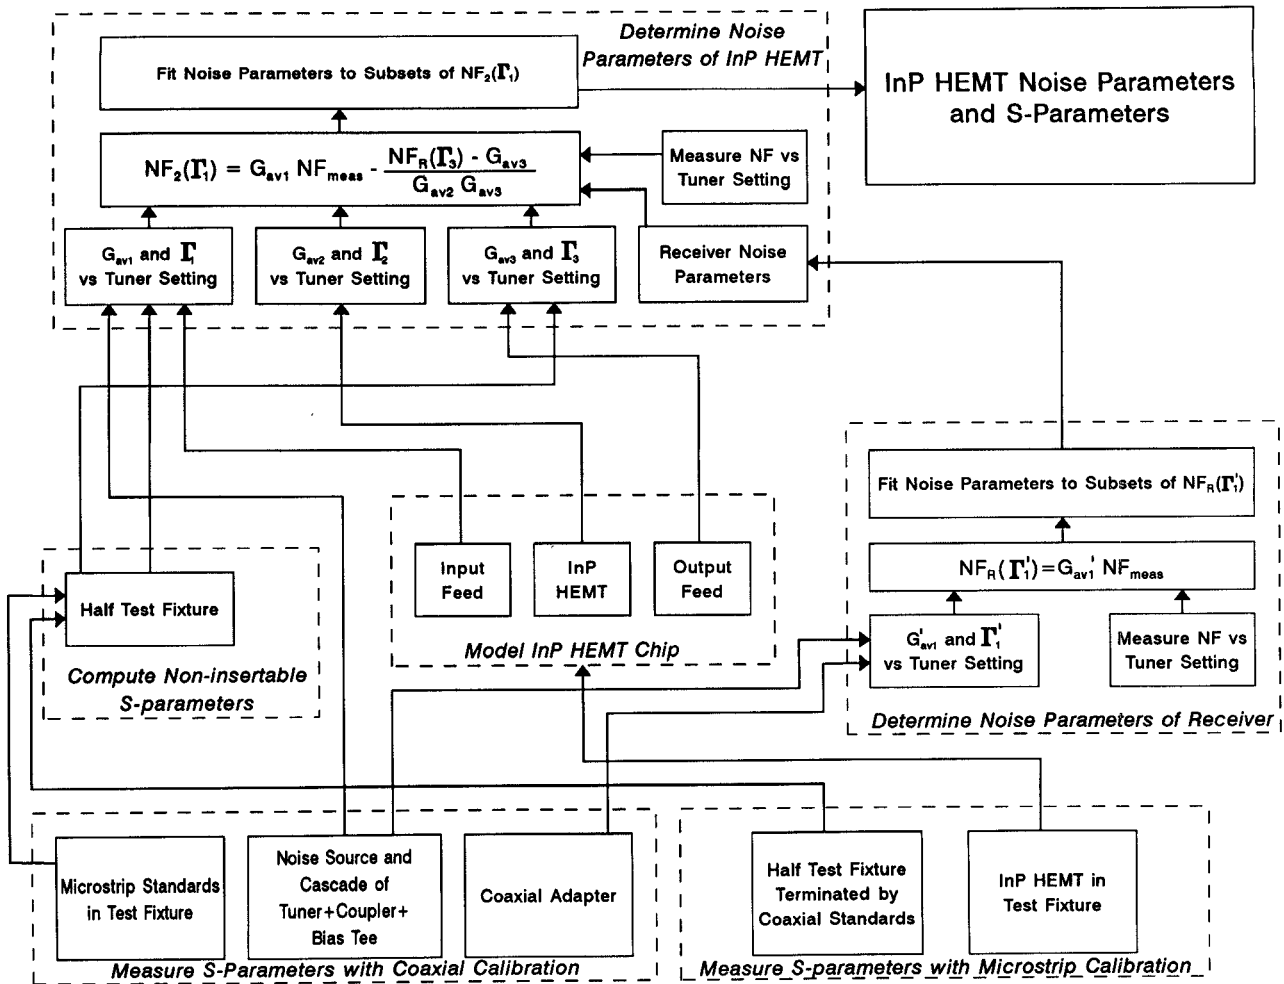 Determine Noise
Parameters of InP HEMT
Fit Noise Parameters to Subsets of NF₂(Γ₁)
InP HEMT Noise Parameters
and S-Parameters
NF₂(Γ₁) = Gav1 NFmeas - (NFR(Γ₃) - Gav3) / (Gav2 Gav3)
Measure NF vs
Tuner Setting
Gav1 and Γ₁
vs Tuner Setting
Gav2 and Γ₂
vs Tuner Setting
Gav3 and Γ₃
vs Tuner Setting
Receiver Noise
Parameters
Fit Noise Parameters to Subsets of NFR(Γ₁')
NFR(Γ₁')=Gav1' NFmeas
G'av1 and Γ₁'
vs Tuner Setting
Measure NF vs
Tuner Setting
Determine Noise Parameters of Receiver
Input
Feed
InP
HEMT
Output
Feed
Model InP HEMT Chip
Half Test Fixture
Compute Non-insertable
S-parameters
Microstrip Standards
in Test Fixture
Noise Source and
Cascade of
Tuner+Coupler+
Bias Tee
Coaxial Adapter
Measure S-Parameters with Coaxial Calibration
Half Test Fixture
Terminated by
Coaxial Standards
InP HEMT in
Test Fixture
Measure S-parameters with Microstrip Calibration